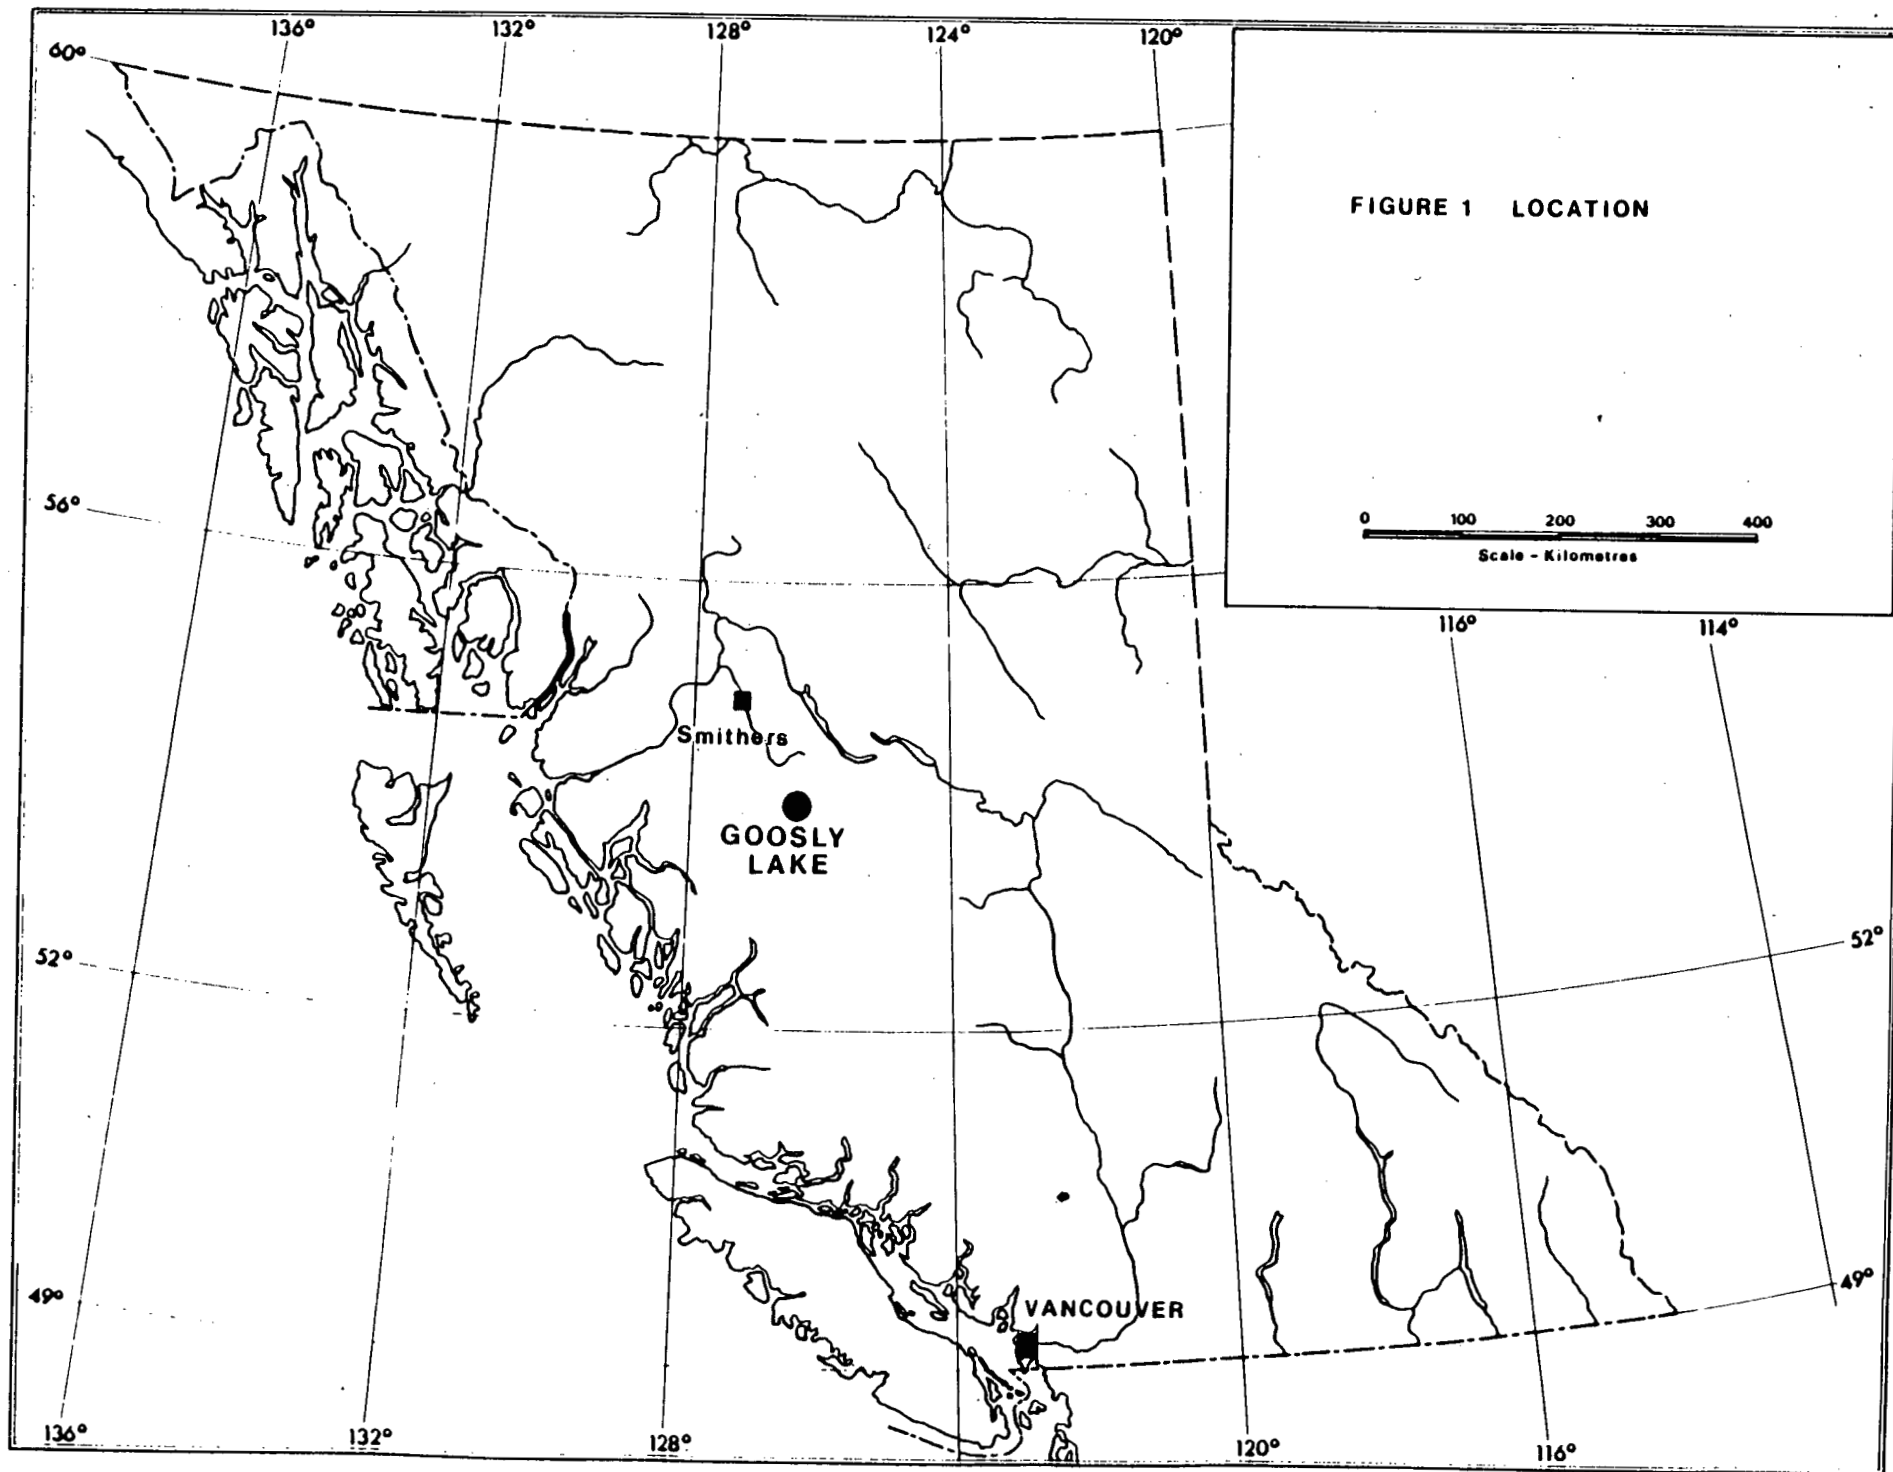 136° 132° 128° 124° 120°
60°
FIGURE 1 LOCATION
56°
0 100 200 300 400
Scale - Kilometres
116° 114°
Smithers
GOOSLY
LAKE
52° 52°
49° 49°
VANCOUVER
136° 132° 128° 120° 116°